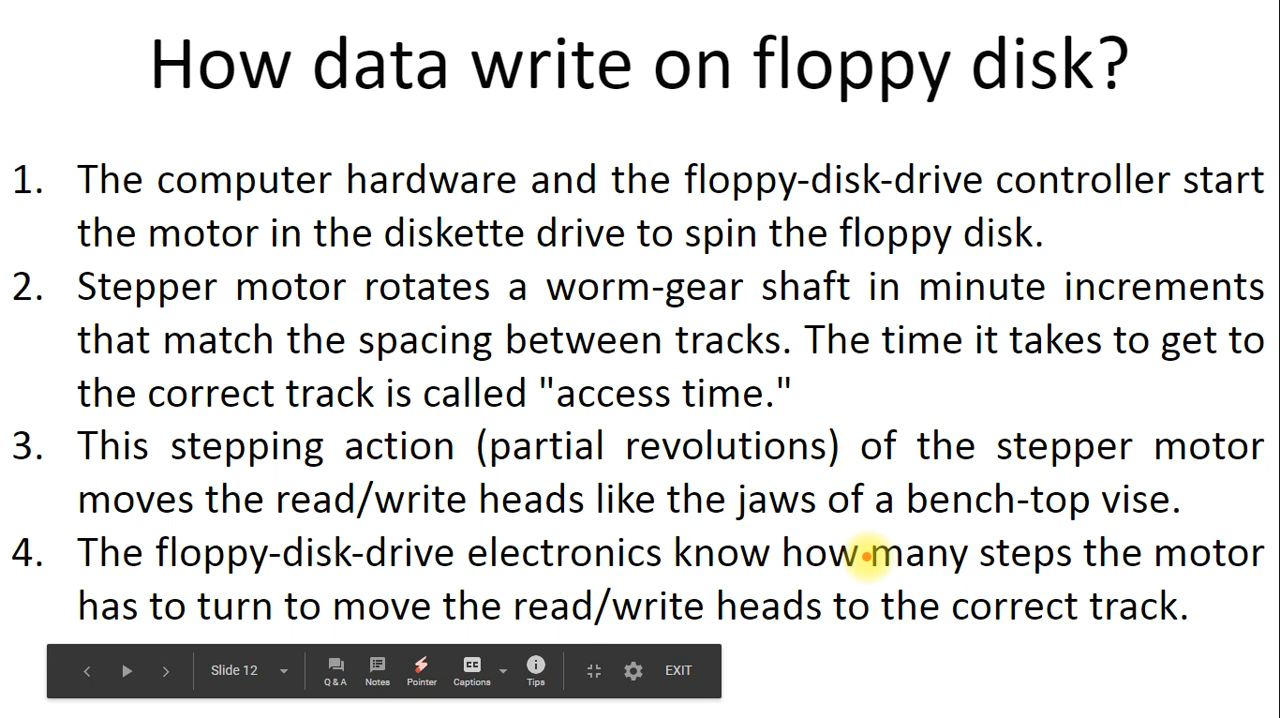 How data write on floppy disk?
1. The computer hardware and the floppy-disk-drive controller start
the motor in the diskette drive to spin the floppy disk.
2. Stepper motor rotates a worm-gear shaft in minute increments
that match the spacing between tracks. The time it takes to get to
the correct track is called "access time."
3. This stepping action (partial revolutions) of the stepper motor
moves the read/write heads like the jaws of a bench-top vise.
4. The floppy-disk-drive electronics know how many steps the motor
has to turn to move the read/write heads to the correct track.
Slide 12 Q & A Notes Pointer CC Captions Tips EXIT